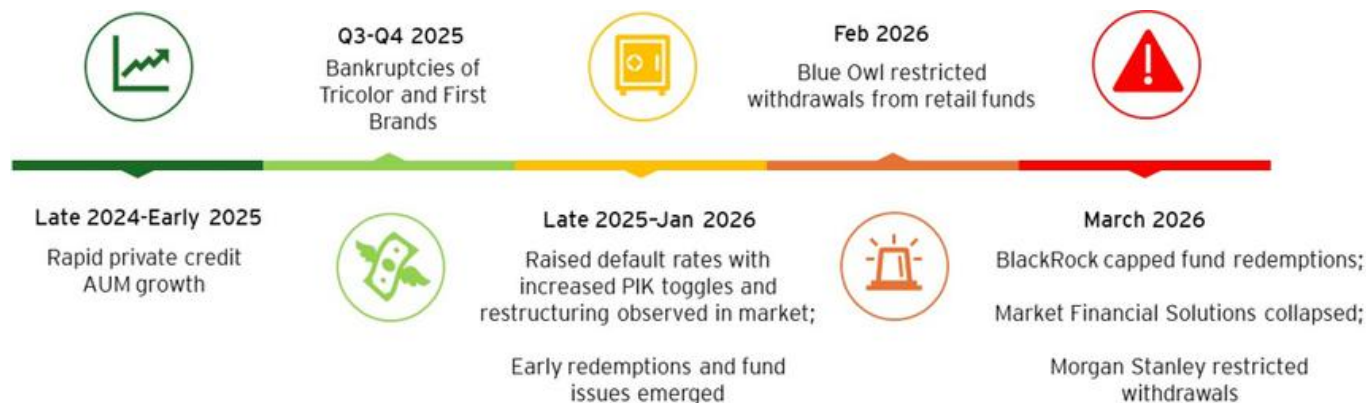 Late 2024-Early 2025
Rapid private credit
AUM growth
Q3-Q4 2025
Bankruptcies of
Tricolor and First
Brands
Late 2025-Jan 2026
Raised default rates with
increased PIK toggles and
restructuring observed in market;
Early redemptions and fund
issues emerged
Feb 2026
Blue Owl restricted
withdrawals from retail funds
March 2026
BlackRock capped fund redemptions;
Market Financial Solutions collapsed;
Morgan Stanley restricted
withdrawals